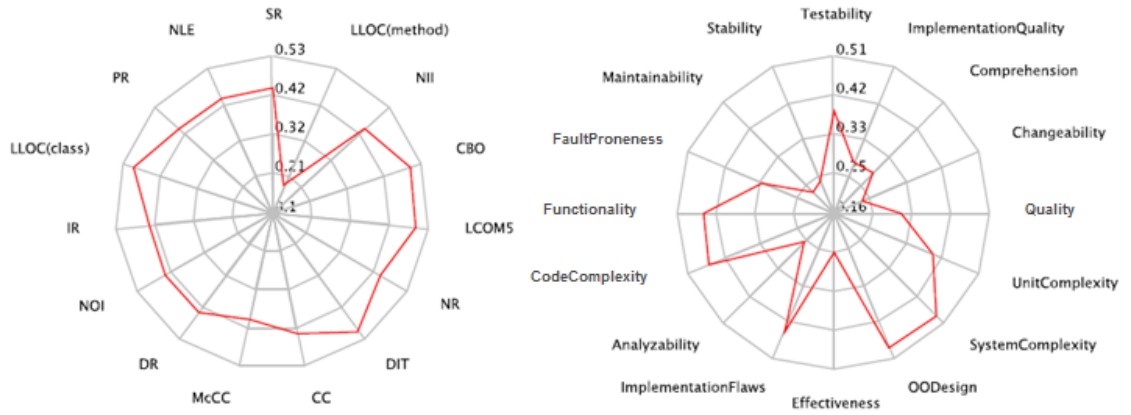 SR
LLOC(method)
NII
CBO
LCOM5
NR
DIT
CC
McCC
DR
NOI
IR
LLOC(class)
PR
NLE
0.53
0.42
0.32
0.21
0.1
Testability
ImplementationQuality
Comprehension
Changeability
Quality
UnitComplexity
SystemComplexity
OODesign
Effectiveness
ImplementationFlaws
Analyzability
CodeComplexity
Functionality
FaultProneness
Maintainability
Stability
0.51
0.42
0.33
0.25
0.16